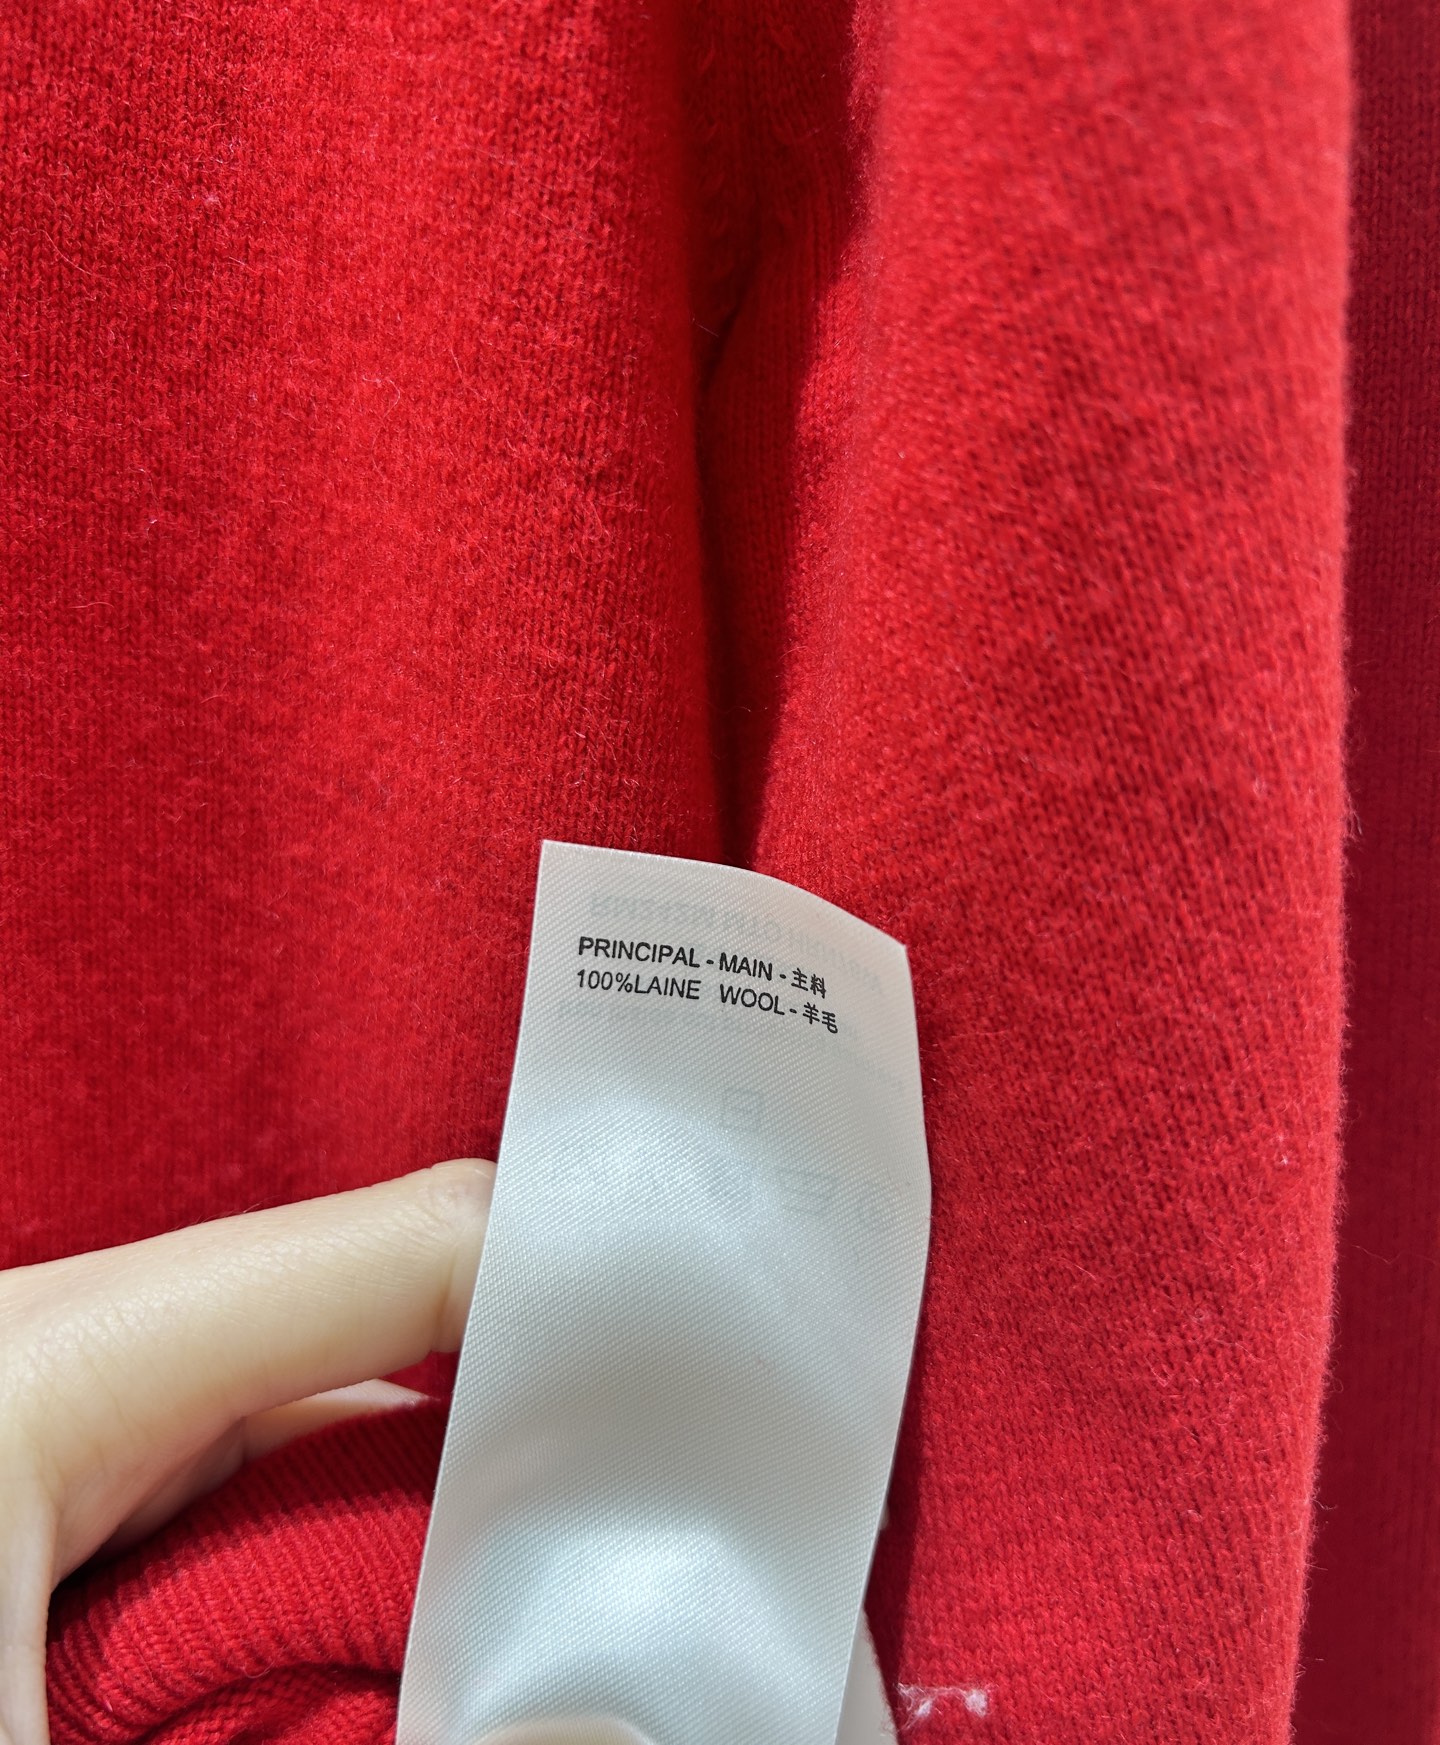 PRINCIPAL - MAIN - 主料
100%LAINE WOOL - 羊毛